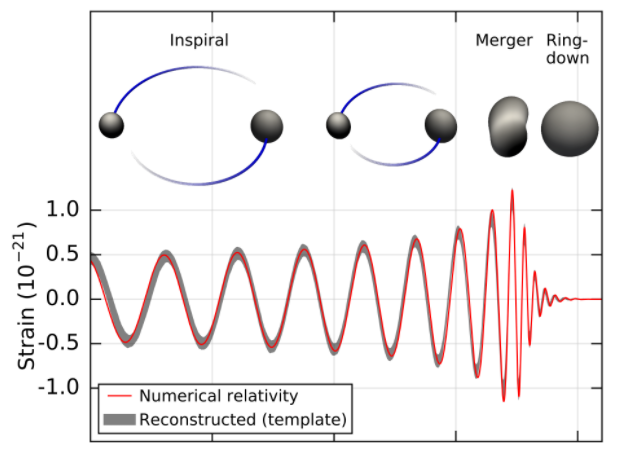 Inspiral
Merger
Ring-
down
Strain (10⁻²¹)
1.0
0.5
0.0
-0.5
-1.0
Numerical relativity
Reconstructed (template)